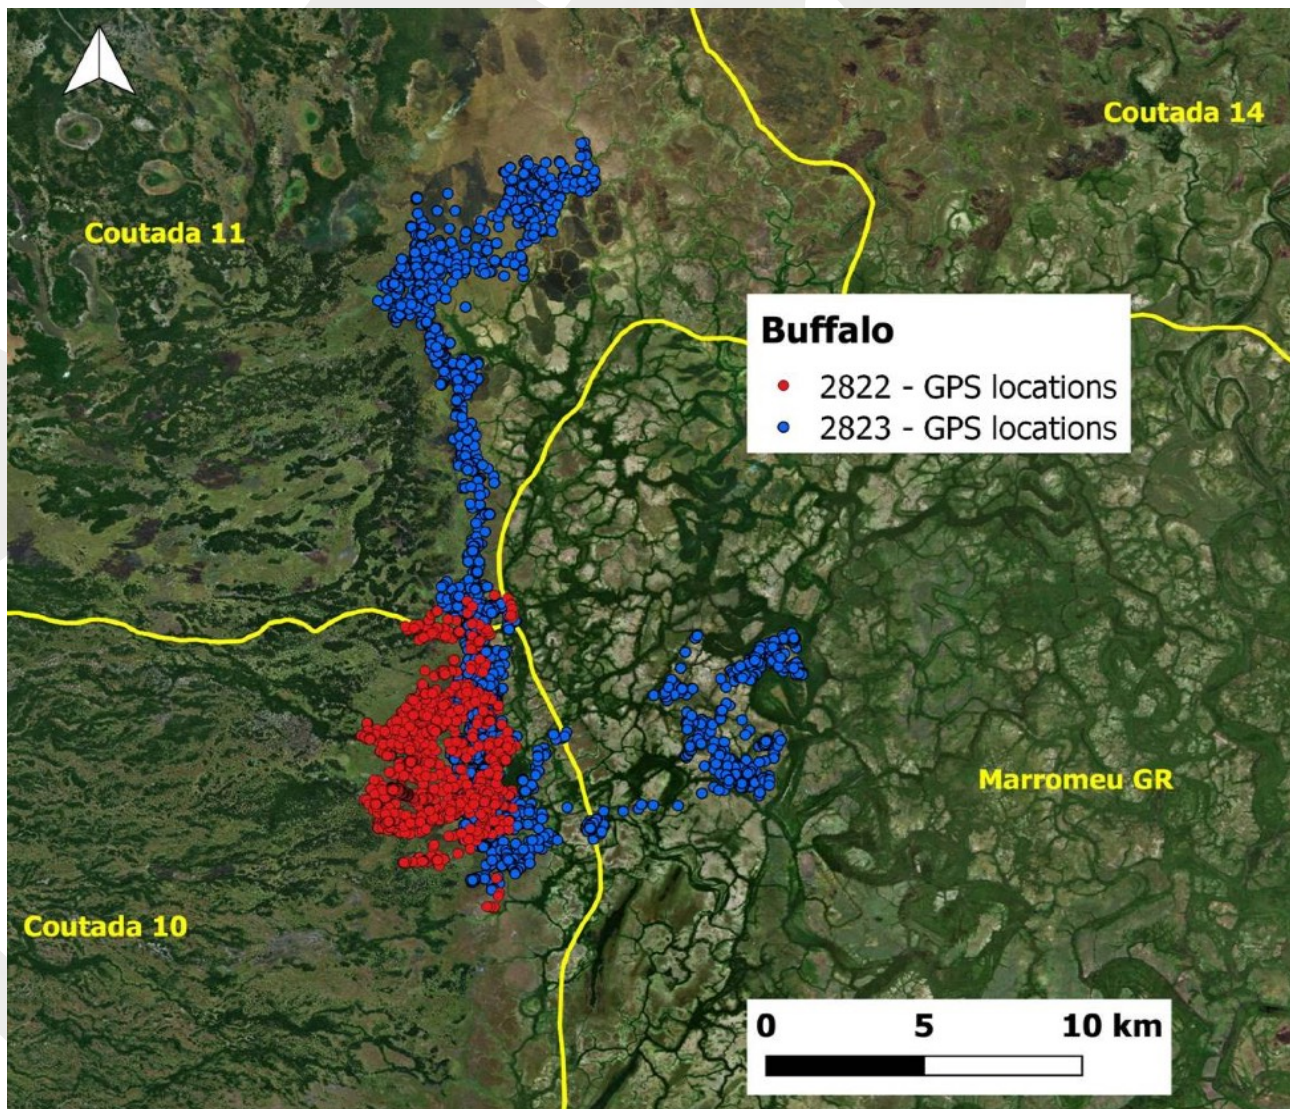 Coutada 14
Coutada 11
Buffalo
2822 - GPS locations
2823 - GPS locations
Marromeu GR
Coutada 10
0 5 10 km